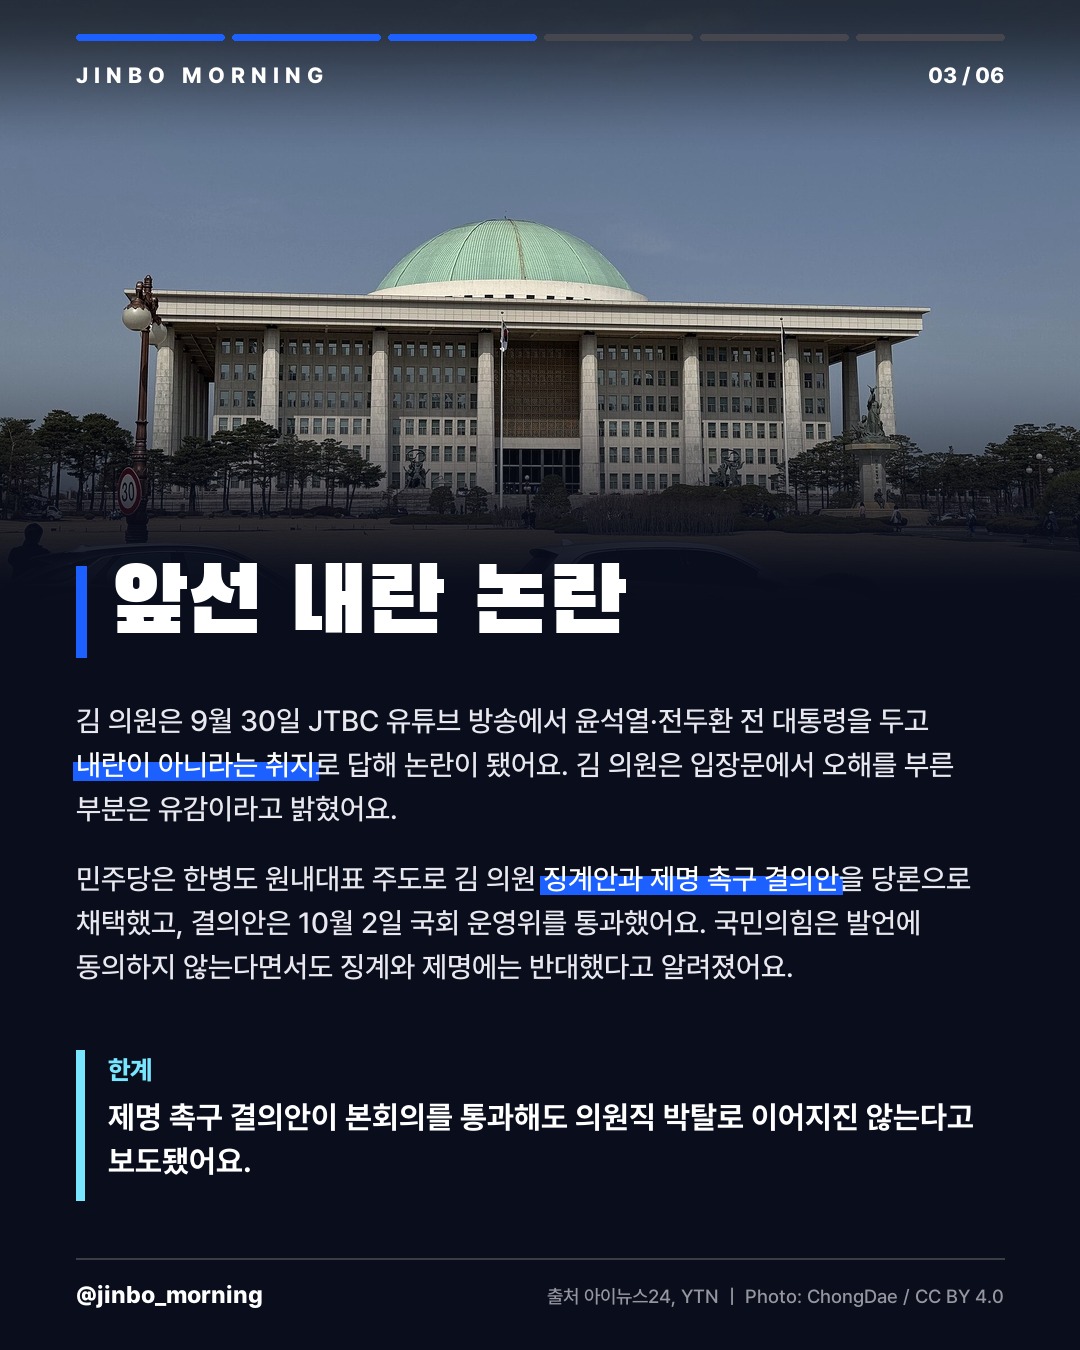 JINBO MORNING
03 / 06
30
앞선 내란 논란
김 의원은 9월 30일 JTBC 유튜브 방송에서 윤석열·전두환 전 대통령을 두고
내란이 아니라는 취지로 답해 논란이 됐어요. 김 의원은 입장문에서 오해를 부른
부분은 유감이라고 밝혔어요.
민주당은 한병도 원내대표 주도로 김 의원 징계안과 제명 촉구 결의안을 당론으로
채택했고, 결의안은 10월 2일 국회 운영위를 통과했어요. 국민의힘은 발언에
동의하지 않는다면서도 징계와 제명에는 반대했다고 알려졌어요.
한계
제명 촉구 결의안이 본회의를 통과해도 의원직 박탈로 이어지진 않는다고
보도됐어요.
@jinbo_morning
출처 아이뉴스24, YTN | Photo: ChongDae / CC BY 4.0